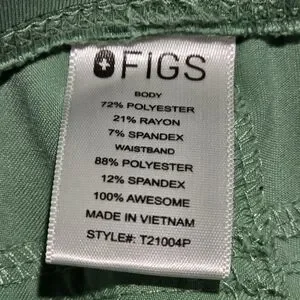 FIGS
BODY
72% POLYESTER
21% RAYON
7% SPANDEX
WAISTBAND
88% POLYESTER
12% SPANDEX
100% AWESOME
MADE IN VIETNAM
STYLE#: T21004P